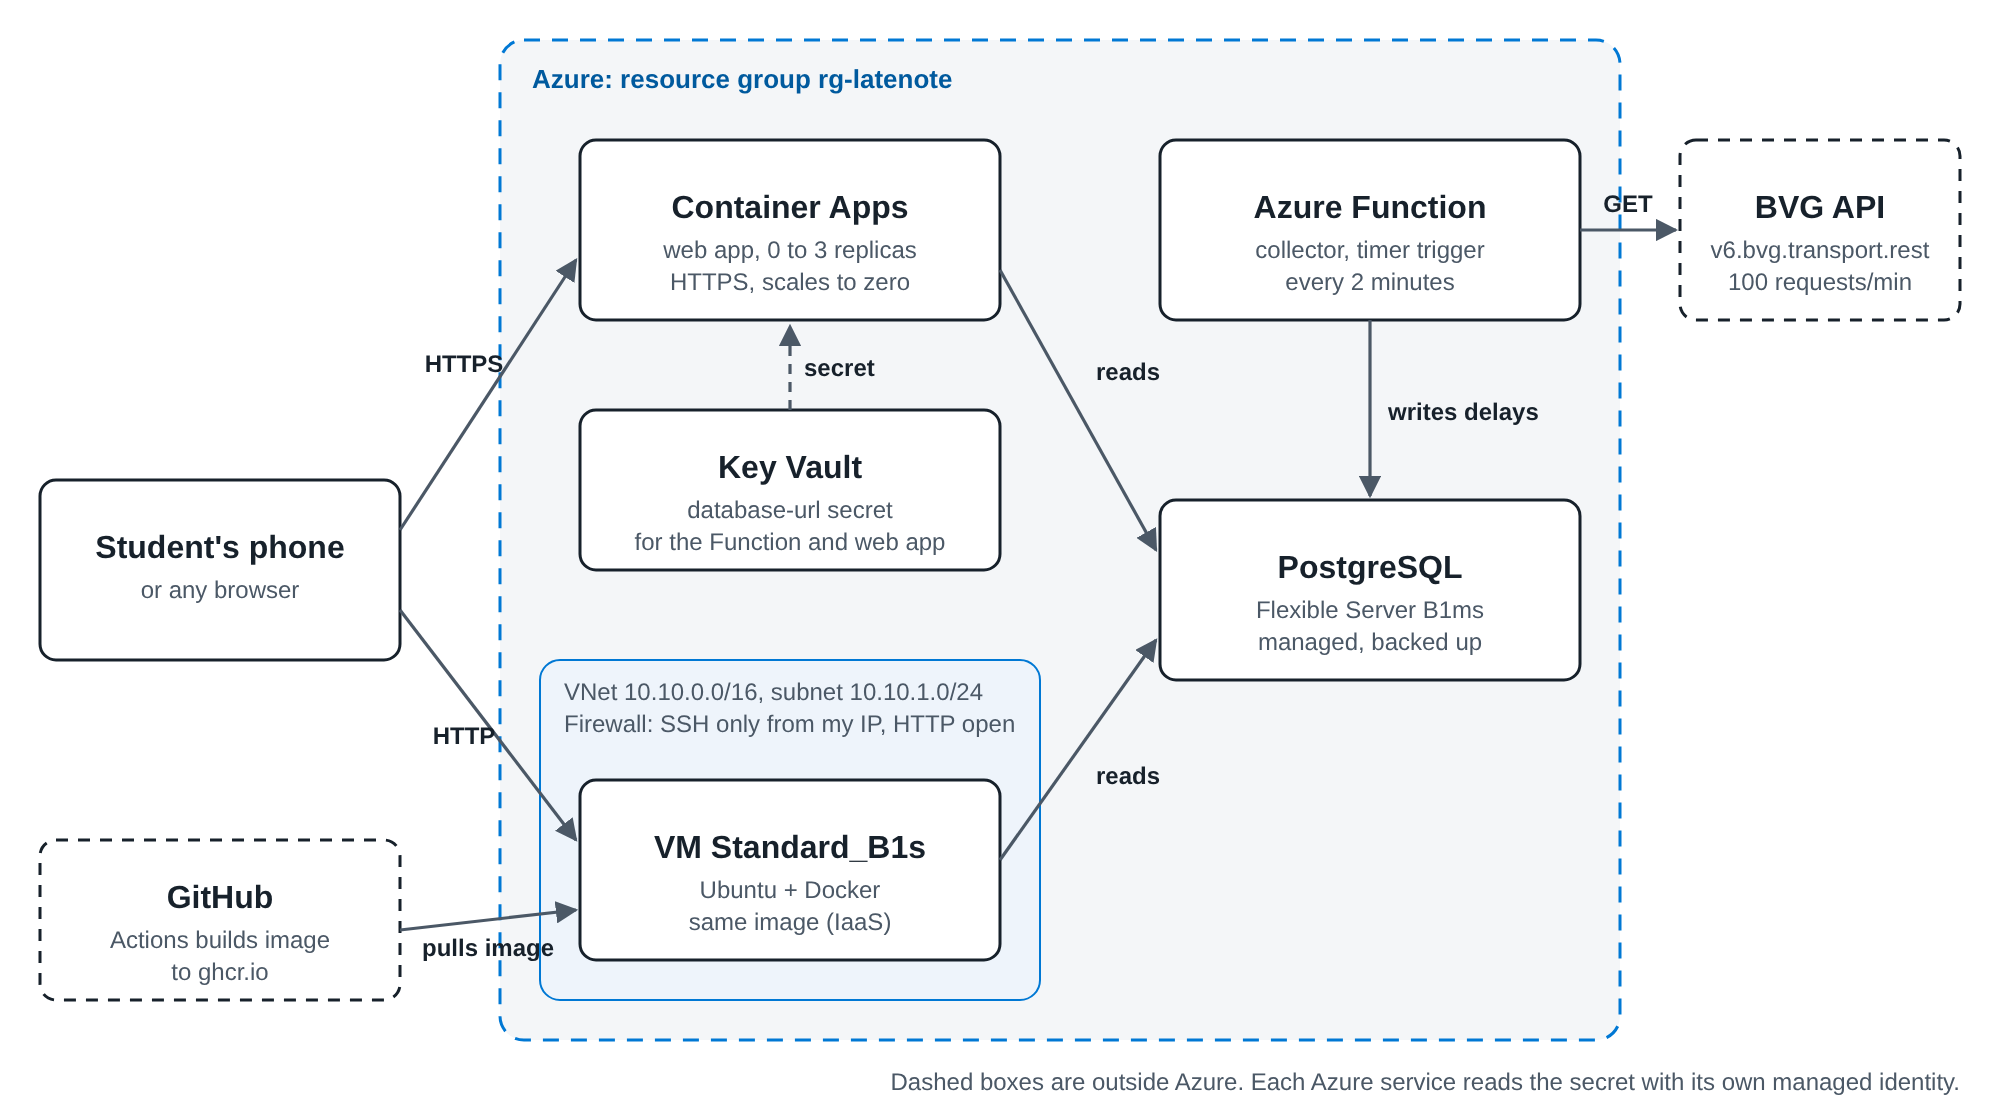 Azure: resource group rg-latenote
Container Apps
web app, 0 to 3 replicas
HTTPS, scales to zero
Azure Function
collector, timer trigger
every 2 minutes
GET
BVG API
v6.bvg.transport.rest
100 requests/min
HTTPS
secret
reads
writes delays
Key Vault
database-url secret
for the Function and web app
Student's phone
or any browser
PostgreSQL
Flexible Server B1ms
managed, backed up
VNet 10.10.0.0/16, subnet 10.10.1.0/24
Firewall: SSH only from my IP, HTTP open
HTTP
reads
VM Standard_B1s
Ubuntu + Docker
same image (IaaS)
GitHub
Actions builds image
to ghcr.io
pulls image
Dashed boxes are outside Azure. Each Azure service reads the secret with its own managed identity.